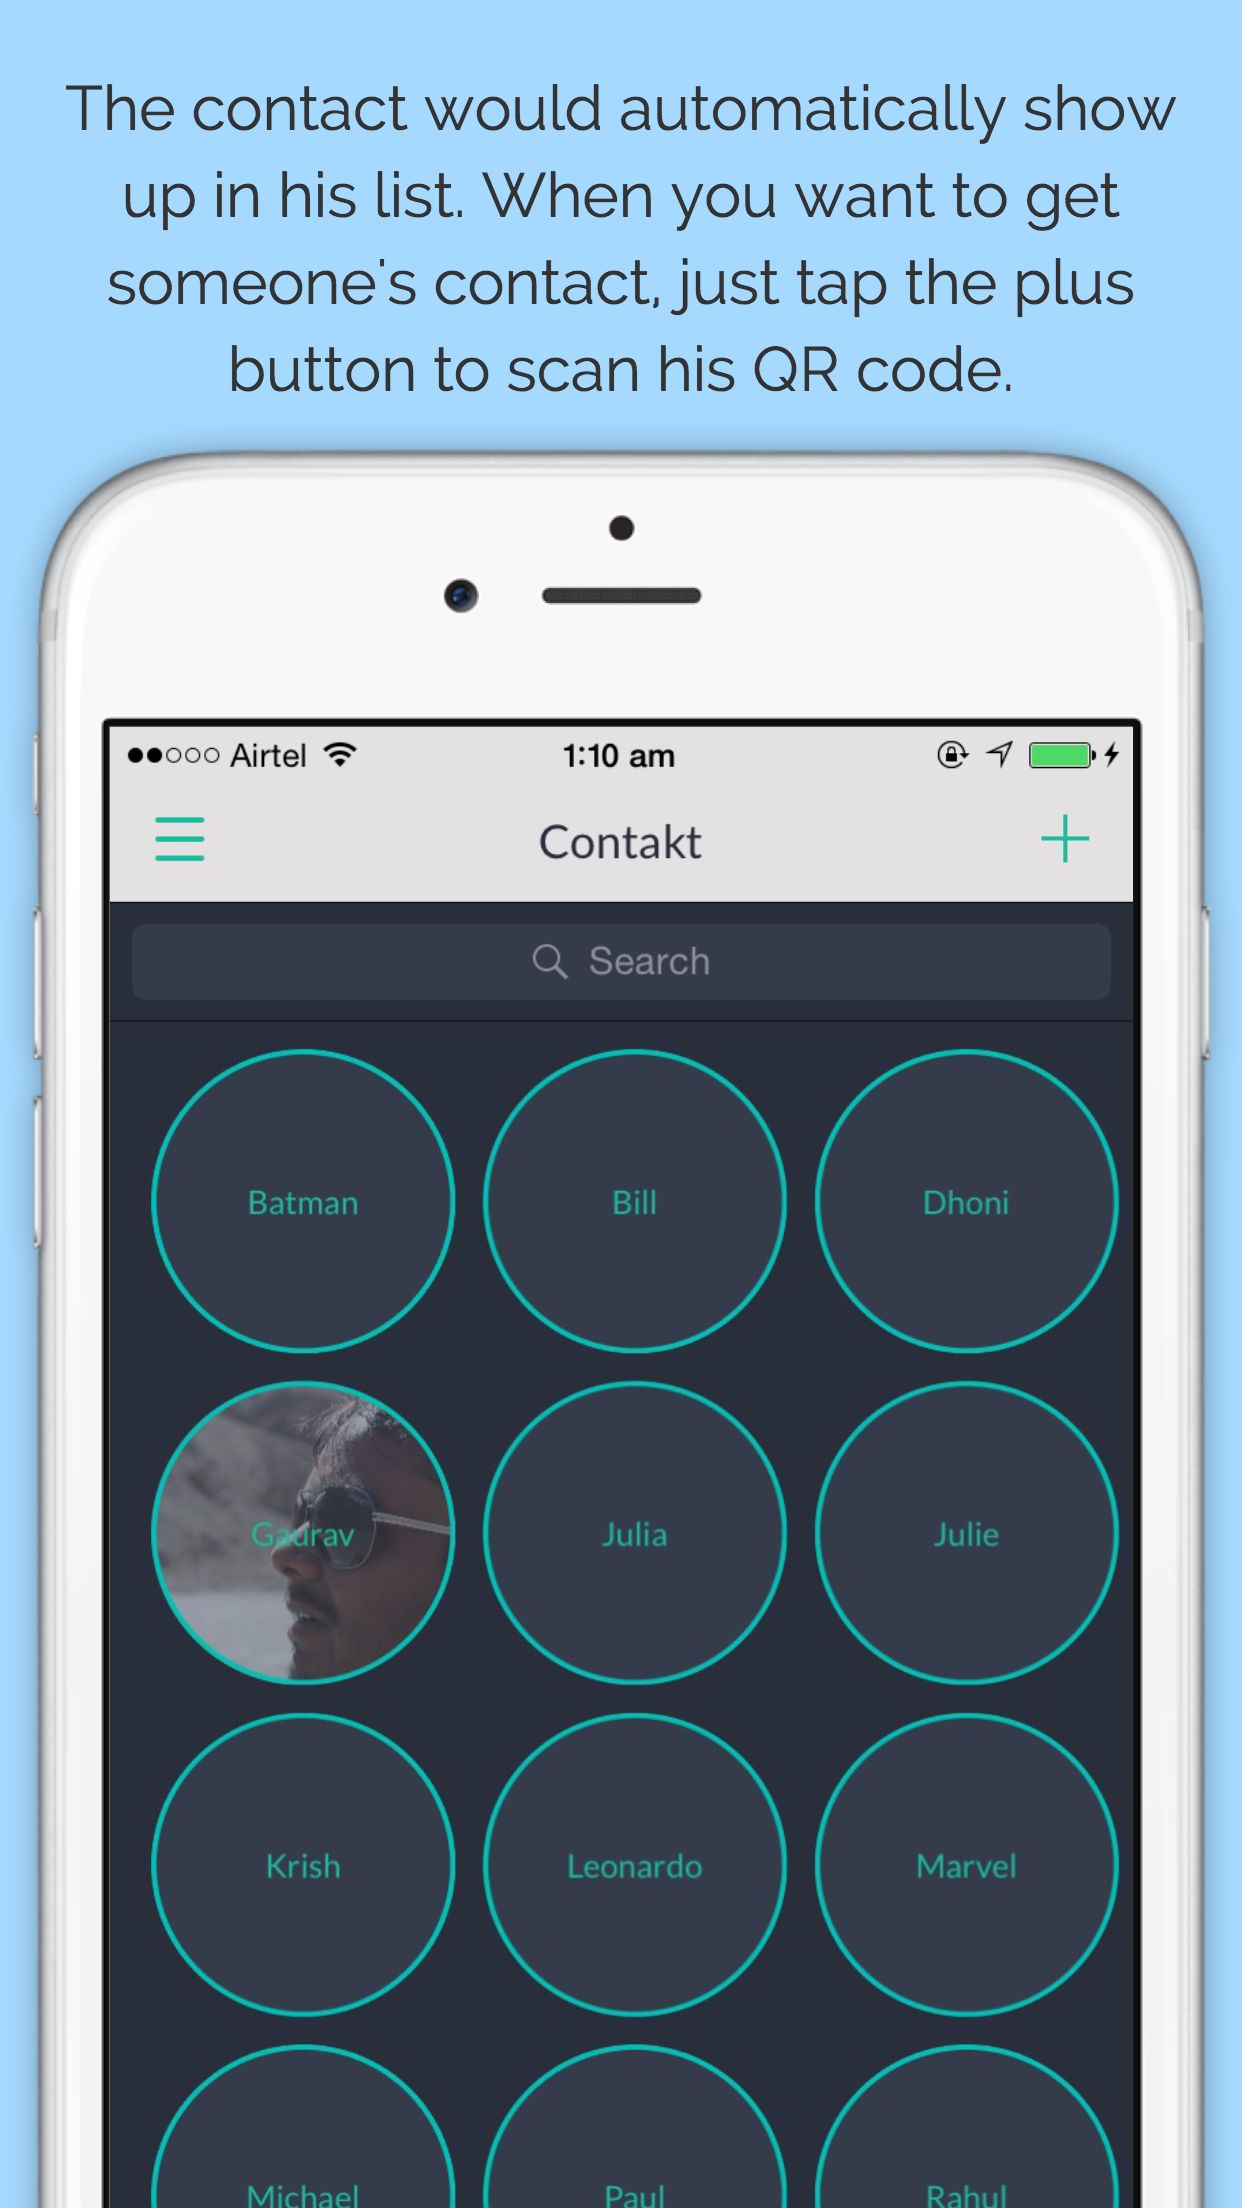 The contact would automatically show
up in his list. When you want to get
someone's contact, just tap the plus
button to scan his QR code.
Airtel 1:10 am
Contakt
Search
Batman Bill Dhoni
Gaurav Julia Julie
Krish Leonardo Marvel
Michael Paul Rahul